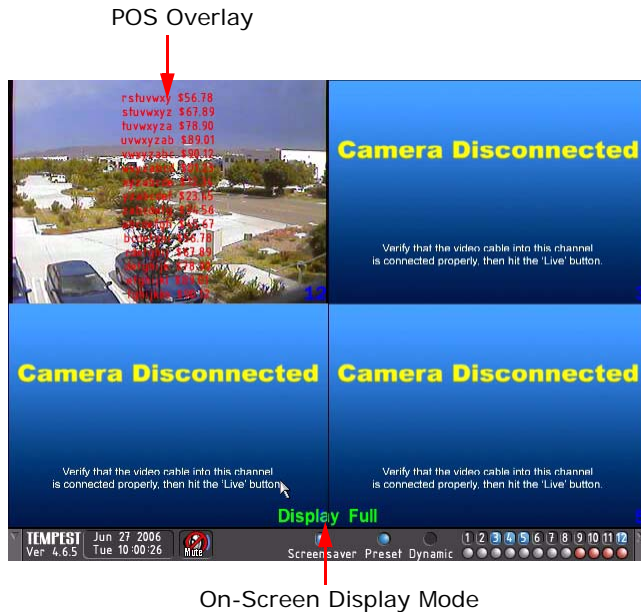 POS Overlay
rstuvwxy $56.78
stuvwxyz $67.89
tuvwxyza $78.90
uvwxyzab $89.01
vwxyzabc $90.12
12
Camera Disconnected
Verify that the video cable into this channel
is connected properly, then hit the 'Live' button.
Camera Disconnected
Verify that the video cable into this channel
is connected properly, then hit the 'Live' button.
Camera Disconnected
Verify that the video cable into this channel
is connected properly, then hit the 'Live' button.
Display Full
TEMPEST
Ver 4.6.5
Jun 27 2006
Tue 10:00:26
Mute
Screensaver Preset Dynamic
1 2 3 4 5 6 7 8 9 10 11 12
On-Screen Display Mode